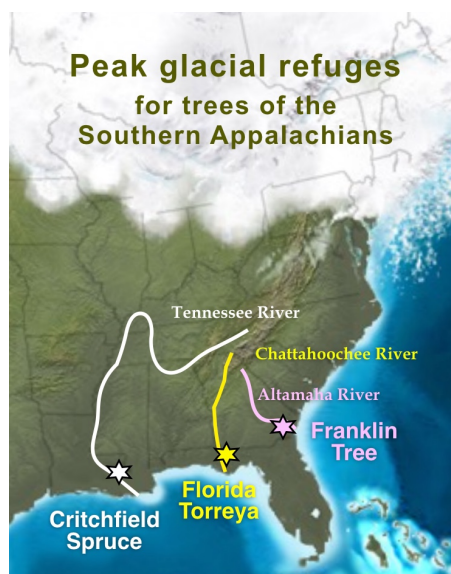 Peak glacial refuges
for trees of the
Southern Appalachians
Tennessee River
Chattahoochee River
Altamaha River
Franklin
Tree
Florida
Torreya
Critchfield
Spruce